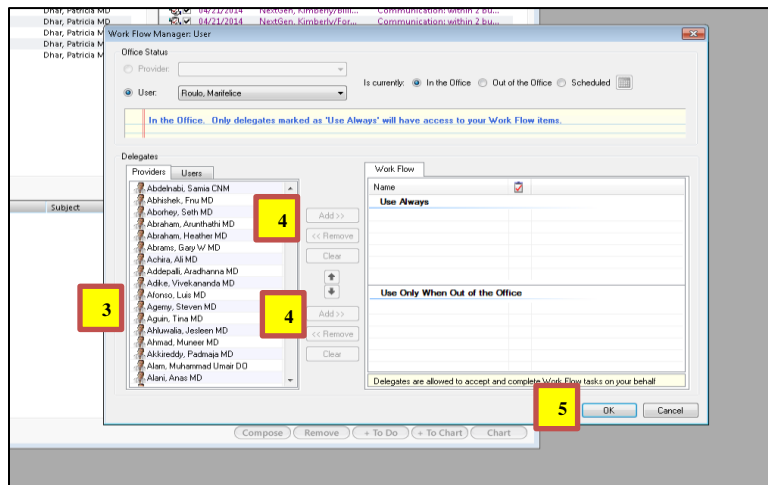 Dhar, Patricia MD
04/21/2014 NextGen, Kimberly/Billi... Communication: within 2 bu...
Dhar, Patricia MD
04/21/2014 NextGen, Kimberly/For... Communication: within 2 bu...
Dhar, Patricia M
Dhar, Patricia M
Dhar, Patricia M
Work Flow Manager: User
Office Status
Provider:
Is currently: In the Office Out of the Office Scheduled
User: Roulo, Marifelice
In the Office. Only delegates marked as 'Use Always' will have access to your Work Flow items.
Delegates
Providers Users
Work Flow
Name
Use Always
Use Only When Out of the Office
Abdelnabi, Samia CNM
Abhishek, Fnu MD
Aborhey, Seth MD
Abraham, Arunthathi MD
Abraham, Heather MD
Abrams, Gary W MD
Achira, Ali MD
Addepalli, Aradhanna MD
Adike, Vivekananda MD
Afonso, Luis MD
Agemy, Steven MD
Aguin, Tina MD
Ahluwalia, Jesleen MD
Ahmad, Muneer MD
Akkireddy, Padmaja MD
Alam, Muhammad Umair DO
Alani, Anas MD
4
Add >>
<< Remove
Clear
3
4
Add >>
<< Remove
Clear
Delegates are allowed to accept and complete Work Flow tasks on your behalf
5
OK Cancel
Subject
Compose Remove + To Do + To Chart Chart